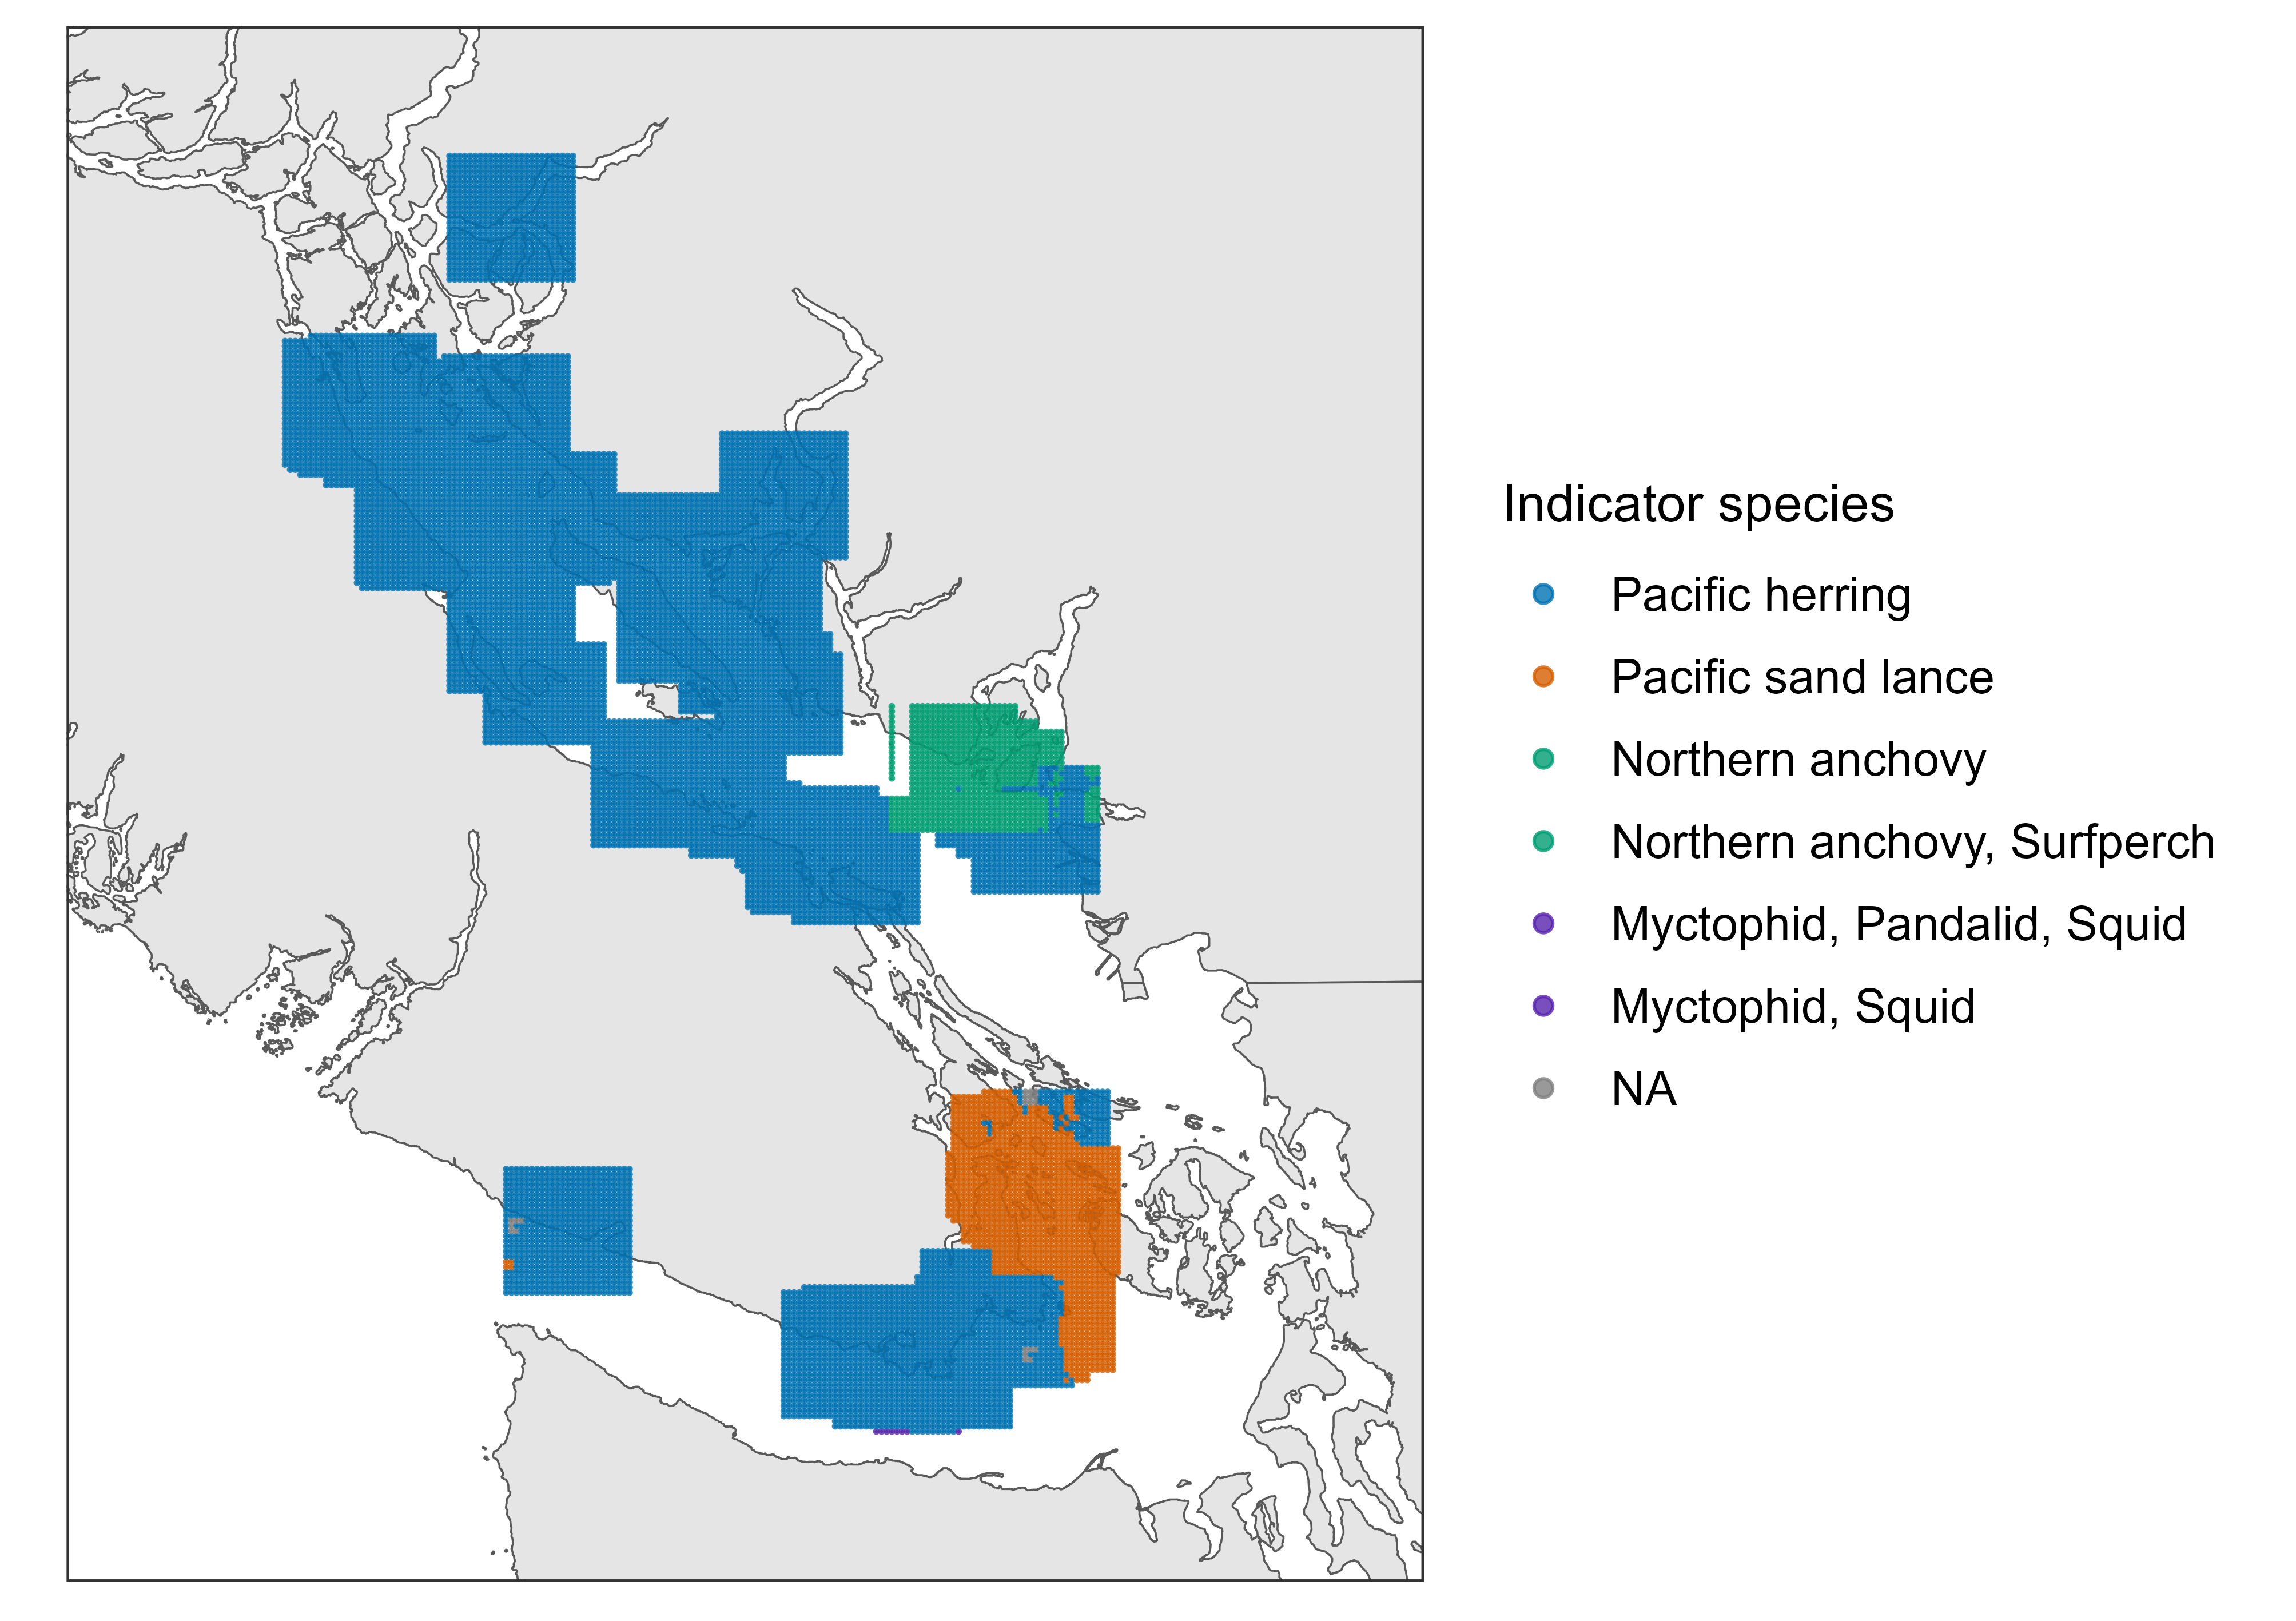 Indicator species
Pacific herring
Pacific sand lance
Northern anchovy
Northern anchovy, Surfperch
Myctophid, Pandalid, Squid
Myctophid, Squid
NA